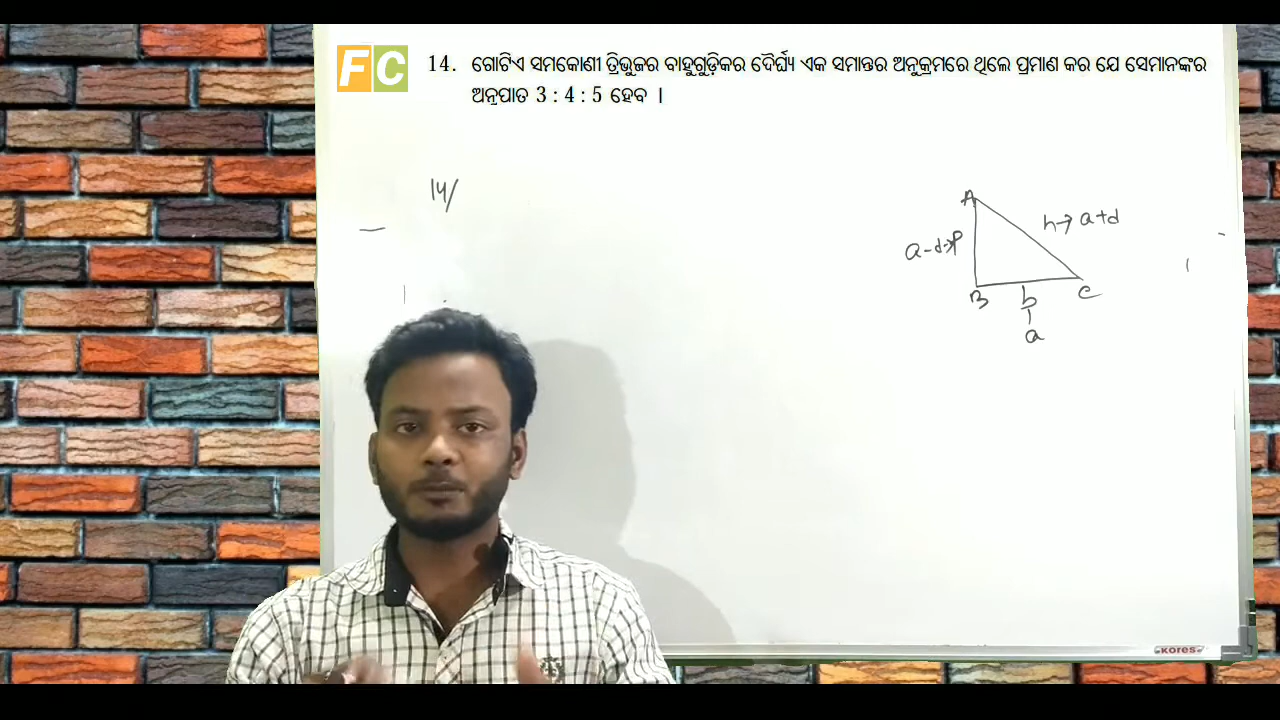 FC
14. ଗୋଟିଏ ସମକୋଣୀ ତ୍ରିଭୁଜର ବାହୁଗୁଡ଼ିକର ଦୈର୍ଘ୍ୟ ଏକ ସମାନ୍ତର ଅନୁକ୍ରମରେ ଥିଲେ ପ୍ରମାଣ କର ଯେ ସେମାନଙ୍କର
ଅନୁପାତ 3 : 4 : 5 ହେବ ।
14/
A
h→ a+d
a-d→P
B
b
C
a
KORES